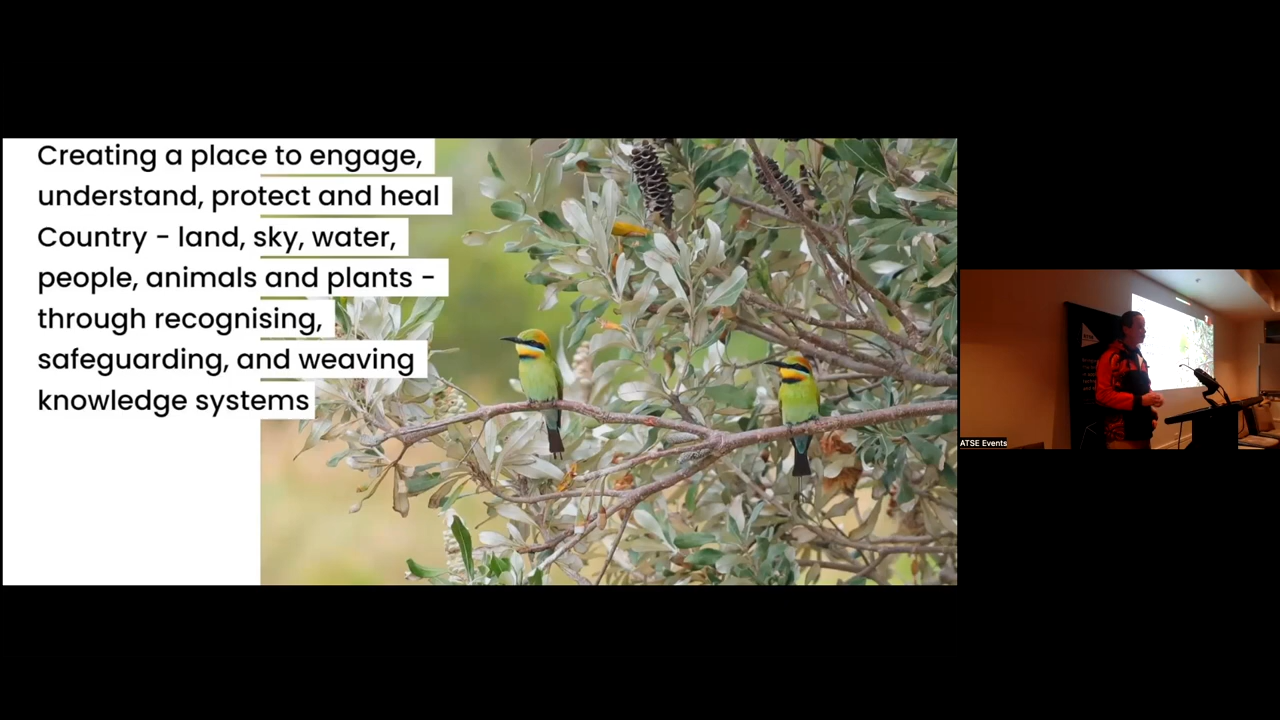 Creating a place to engage,
understand, protect and heal
Country - land, sky, water,
people, animals and plants -
through recognising,
safeguarding, and weaving
knowledge systems
ATSE Events